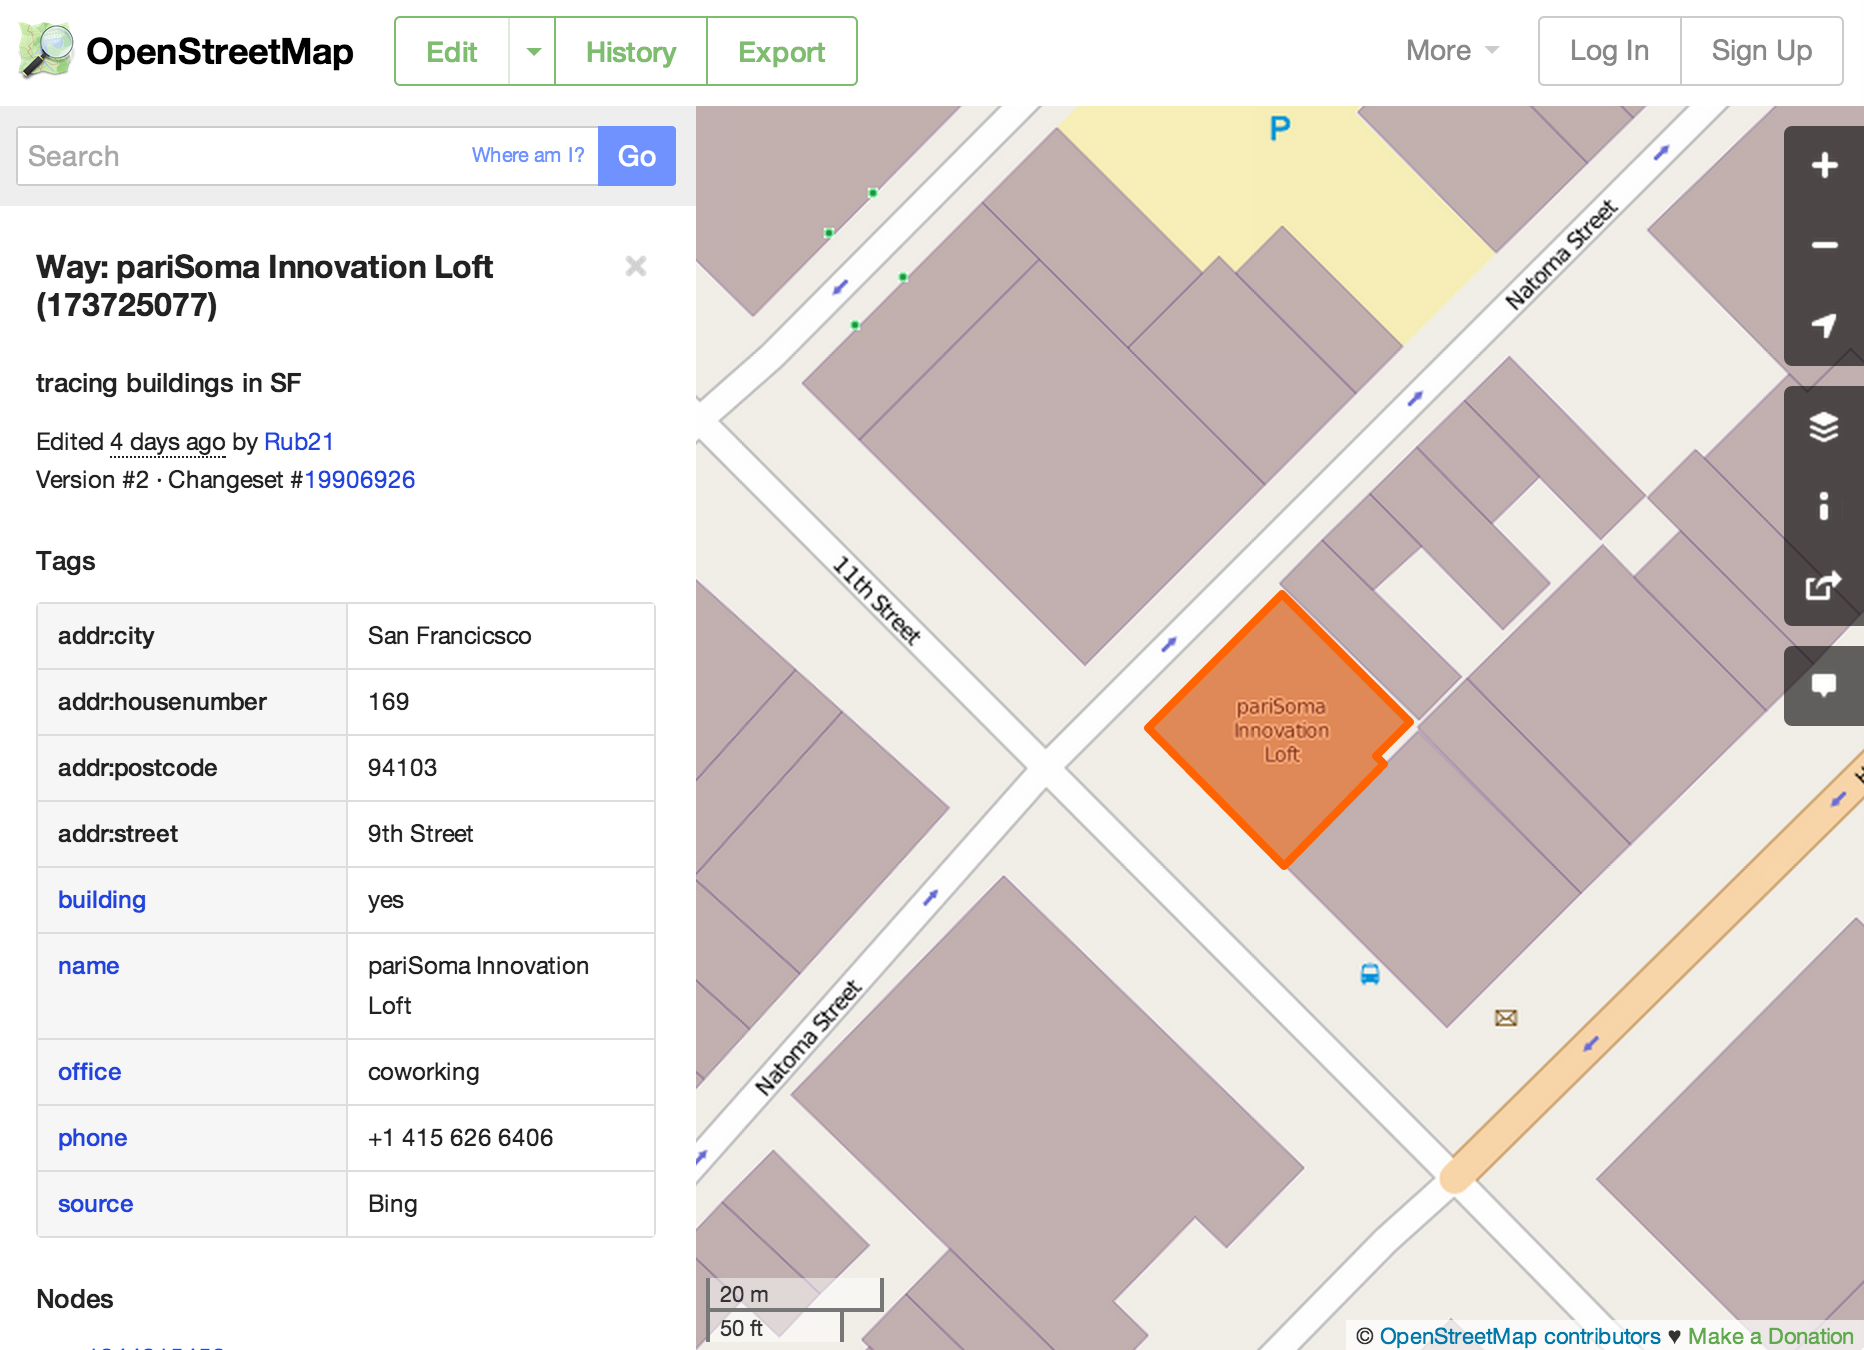 OpenStreetMap
Edit
History
Export
More
Log In
Sign Up
Search
Where am I?
Go
Way: pariSoma Innovation Loft
(173725077)
tracing buildings in SF
Edited 4 days ago by Rub21
Version #2 · Changeset #19906926
Tags
addr:city San Francicsco
addr:housenumber 169
addr:postcode 94103
addr:street 9th Street
building yes
name pariSoma Innovation
Loft
office coworking
phone +1 415 626 6406
source Bing
Nodes
P
Natoma Street
11th Street
pariSoma
Innovation
Loft
Natoma Street
20 m
50 ft
© OpenStreetMap contributors ♥ Make a Donation